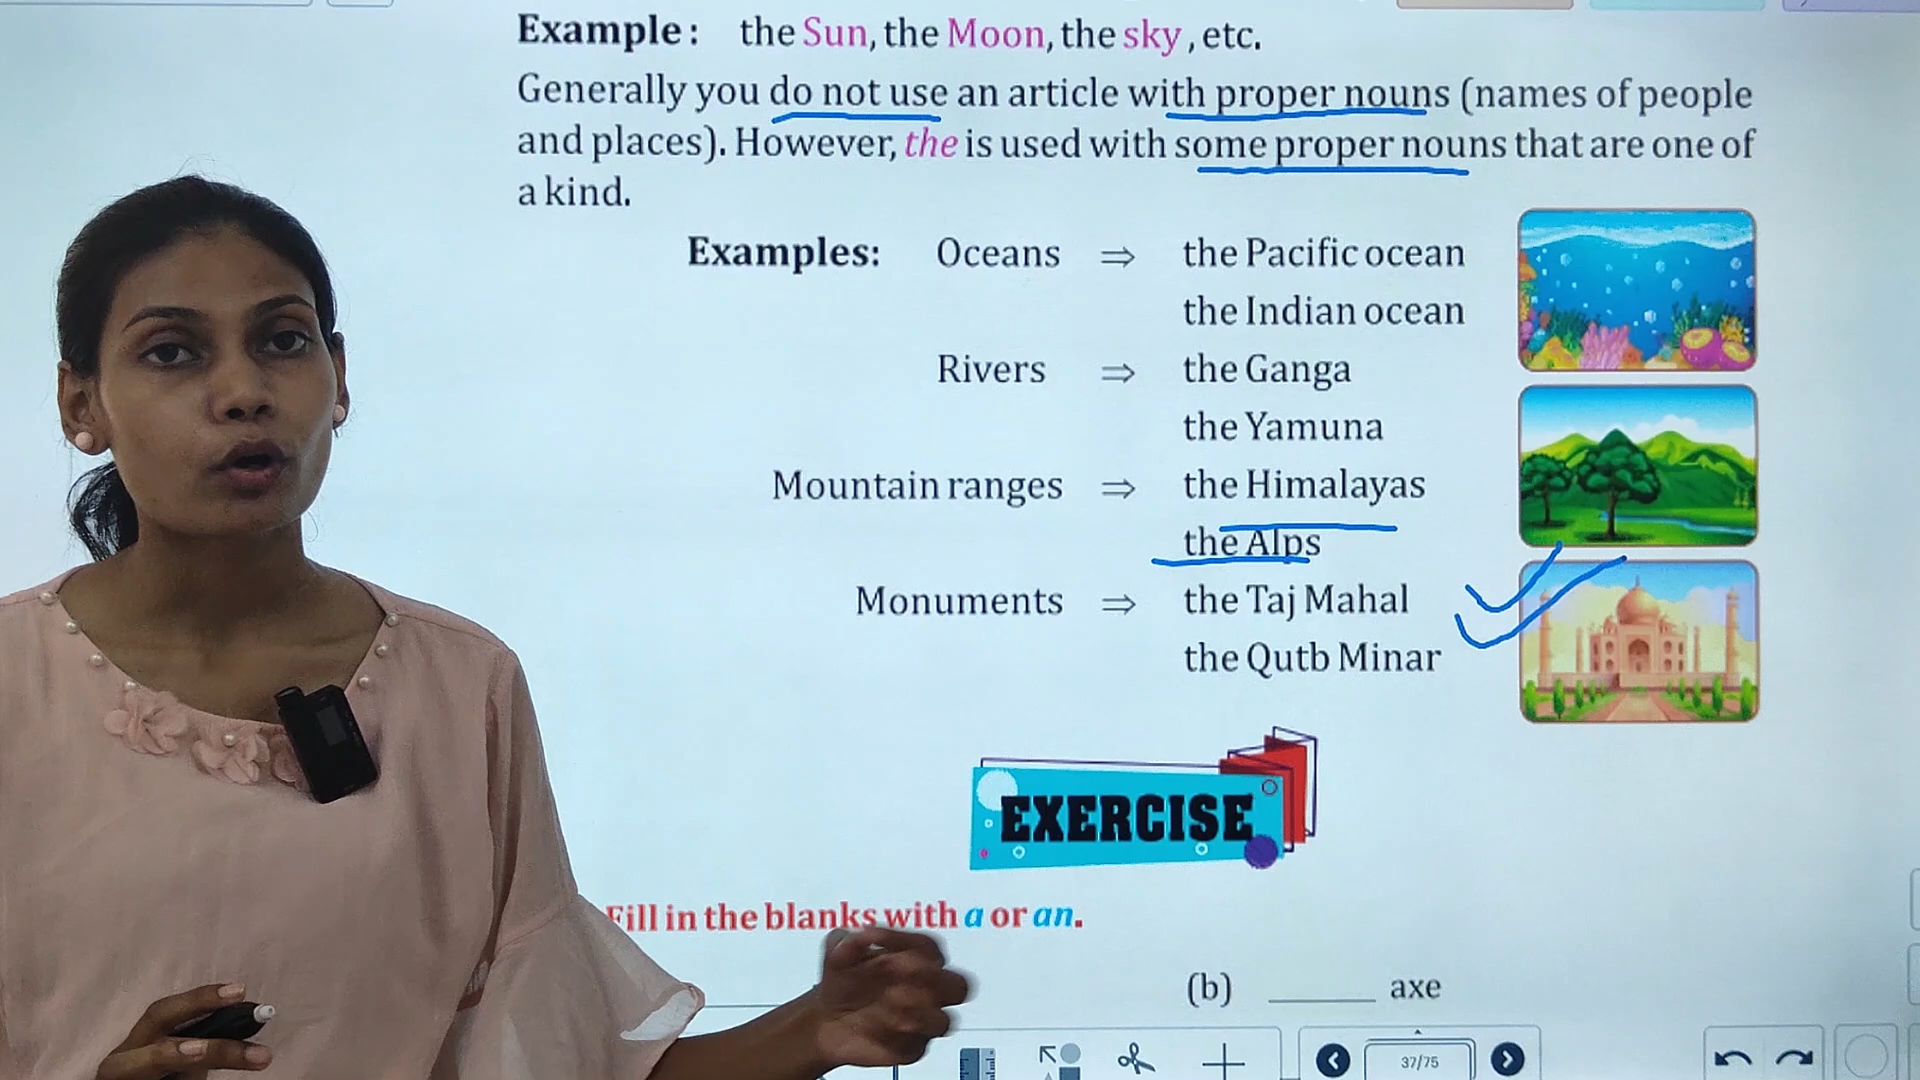 Example: the Sun, the Moon, the sky, etc.
Generally you do not use an article with proper nouns (names of people
and places). However, the is used with some proper nouns that are one of
a kind.
Examples: Oceans ⇒ the Pacific ocean
the Indian ocean
Rivers ⇒ the Ganga
the Yamuna
Mountain ranges ⇒ the Himalayas
the Alps
Monuments ⇒ the Taj Mahal
the Qutb Minar
EXERCISE
Fill in the blanks with a or an.
(b) ______ axe
37/75